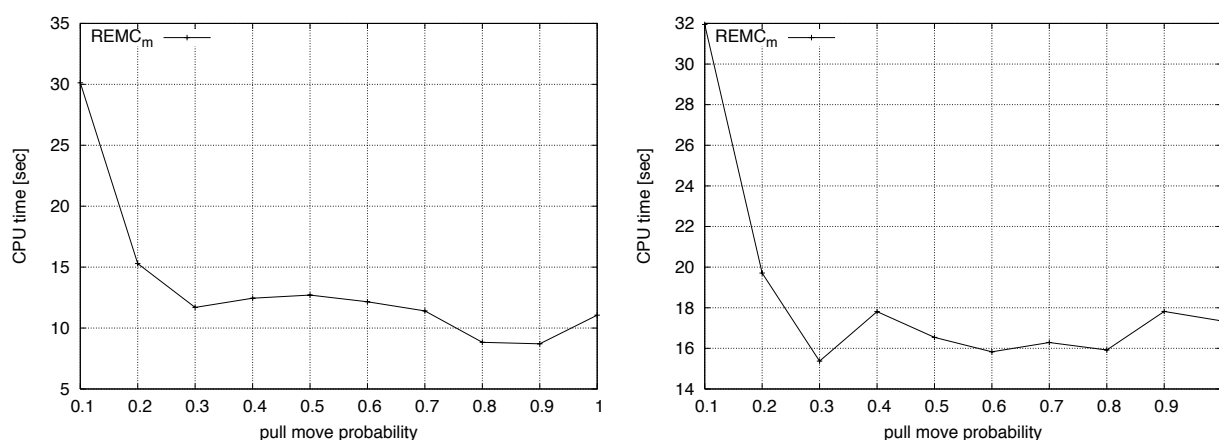 35
30
25
20
15
10
5
CPU time [sec]
REMCm
0.1 0.2 0.3 0.4 0.5 0.6 0.7 0.8 0.9 1
pull move probability
32
30
28
26
24
22
20
18
16
14
CPU time [sec]
REMCm
0.1 0.2 0.3 0.4 0.5 0.6 0.7 0.8 0.9
pull move probability